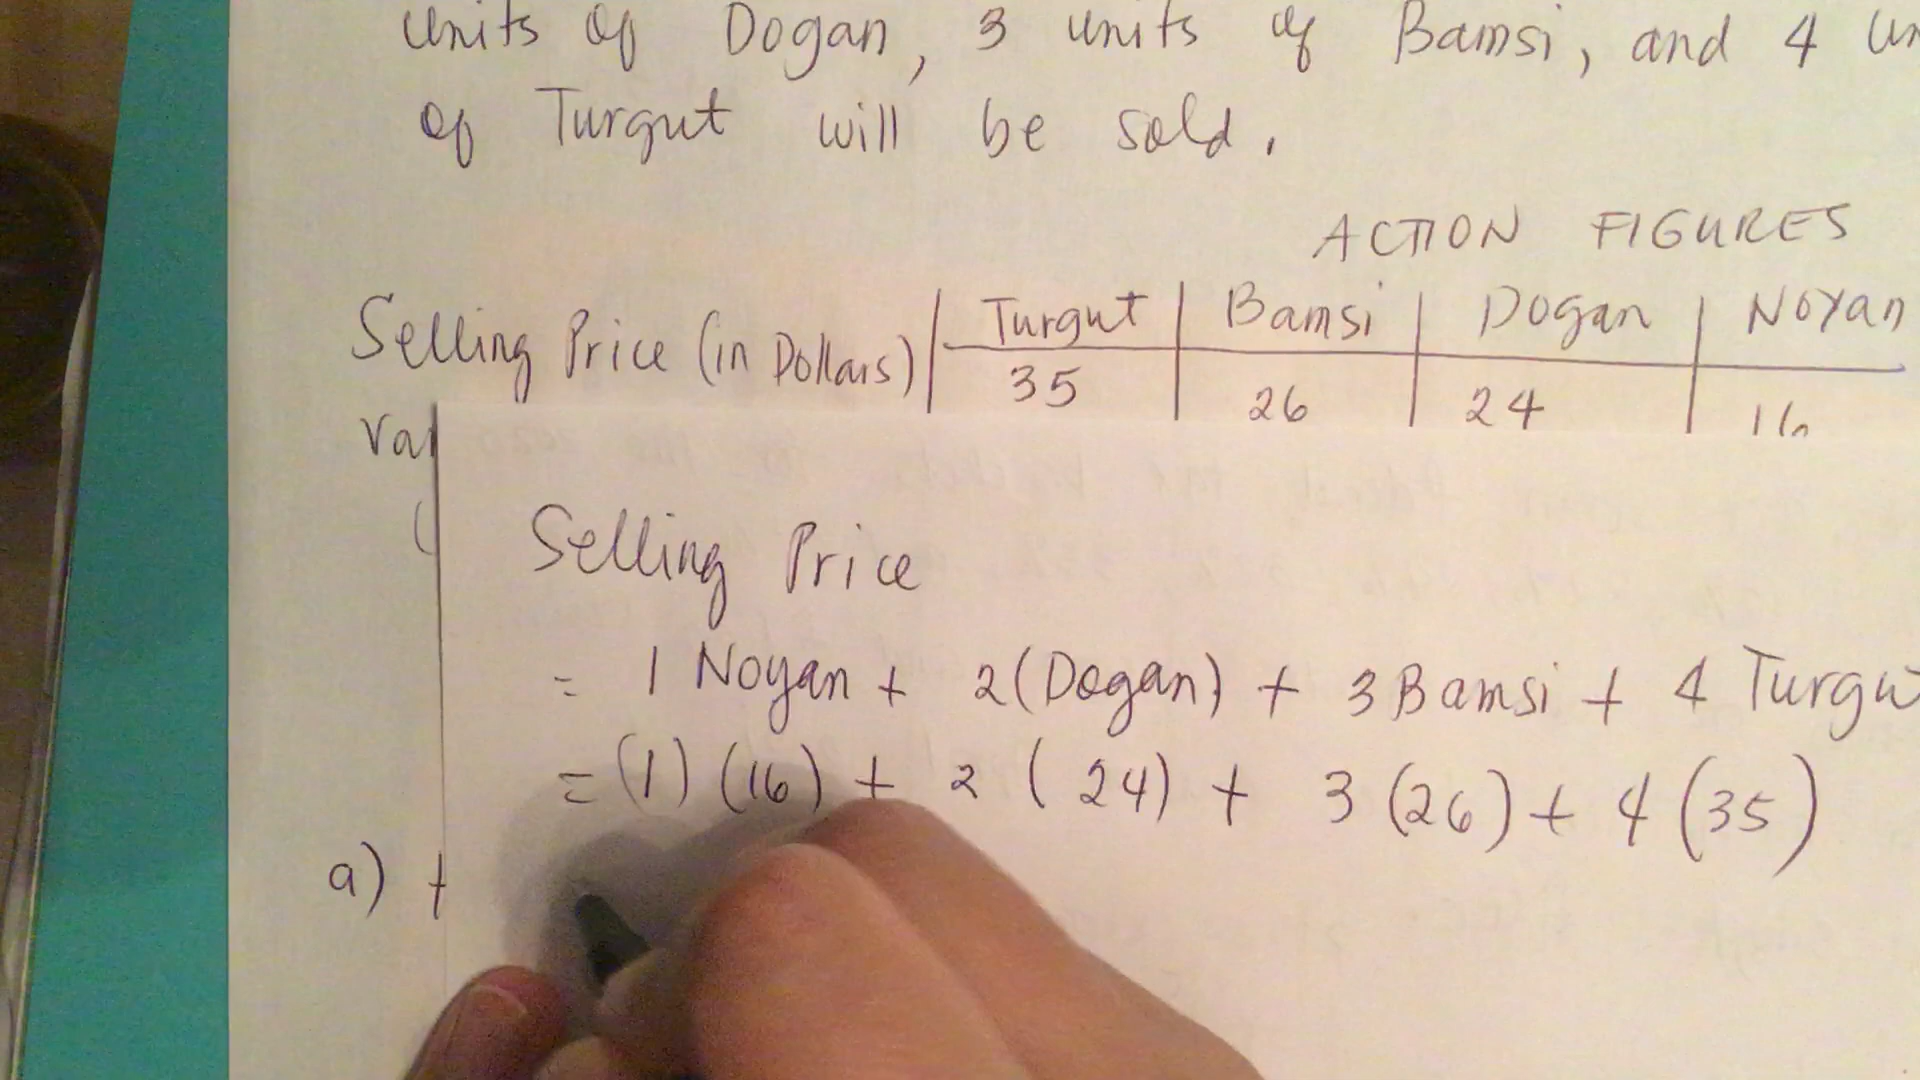 units of Dogan, 3 units of Bamsi, and 4
of Turgut will be sold.
ACTION FIGURES
Selling Price (in Dollars) Turgut Bamsi Dogan Noyan
35 26 24 16
Selling Price
= 1 Noyan + 2(Dogan) + 3 Bamsi + 4 Turgut
= (1) (16) + 2 (24) + 3 (26) + 4 (35)
a)